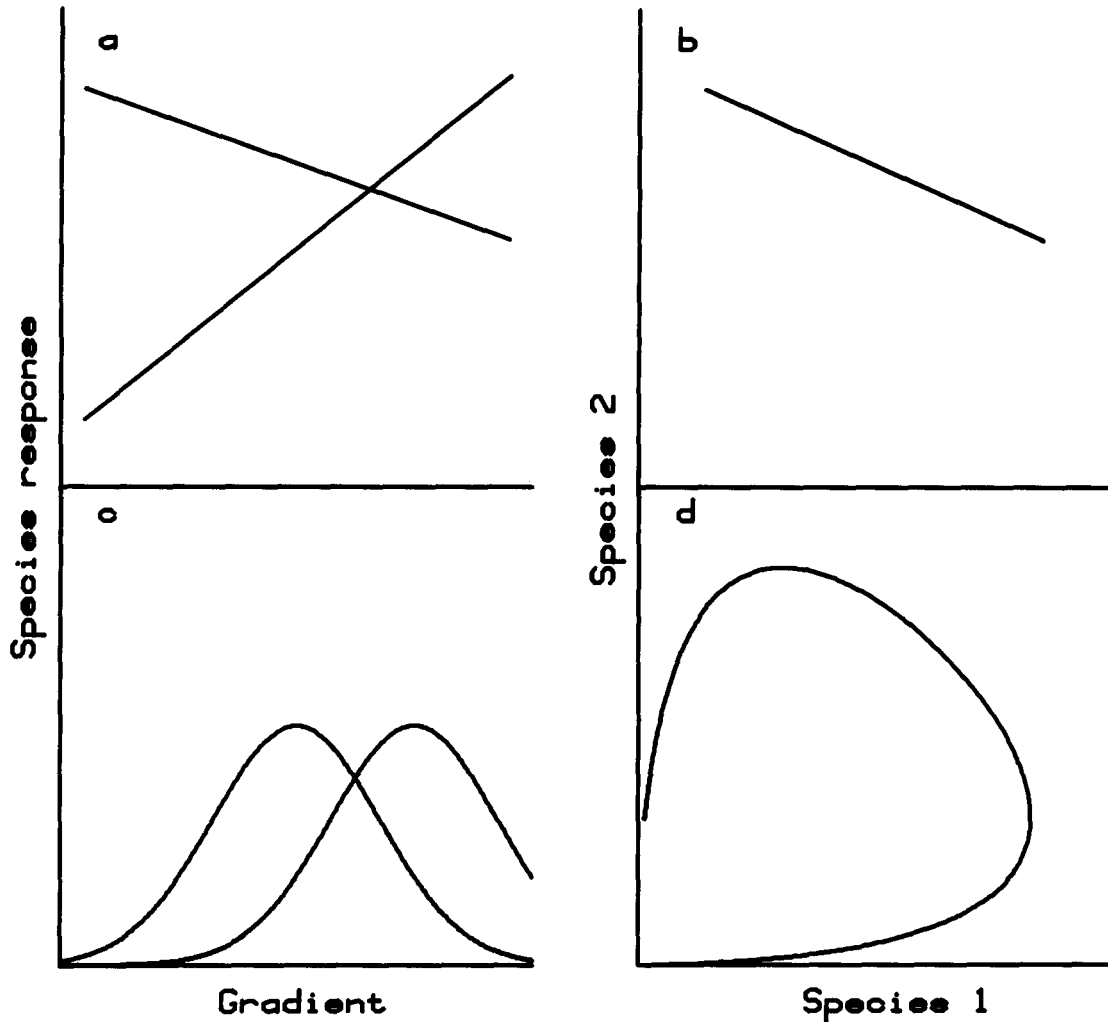 a
b
Species response
Species 2
c
d
Gradient
Species 1